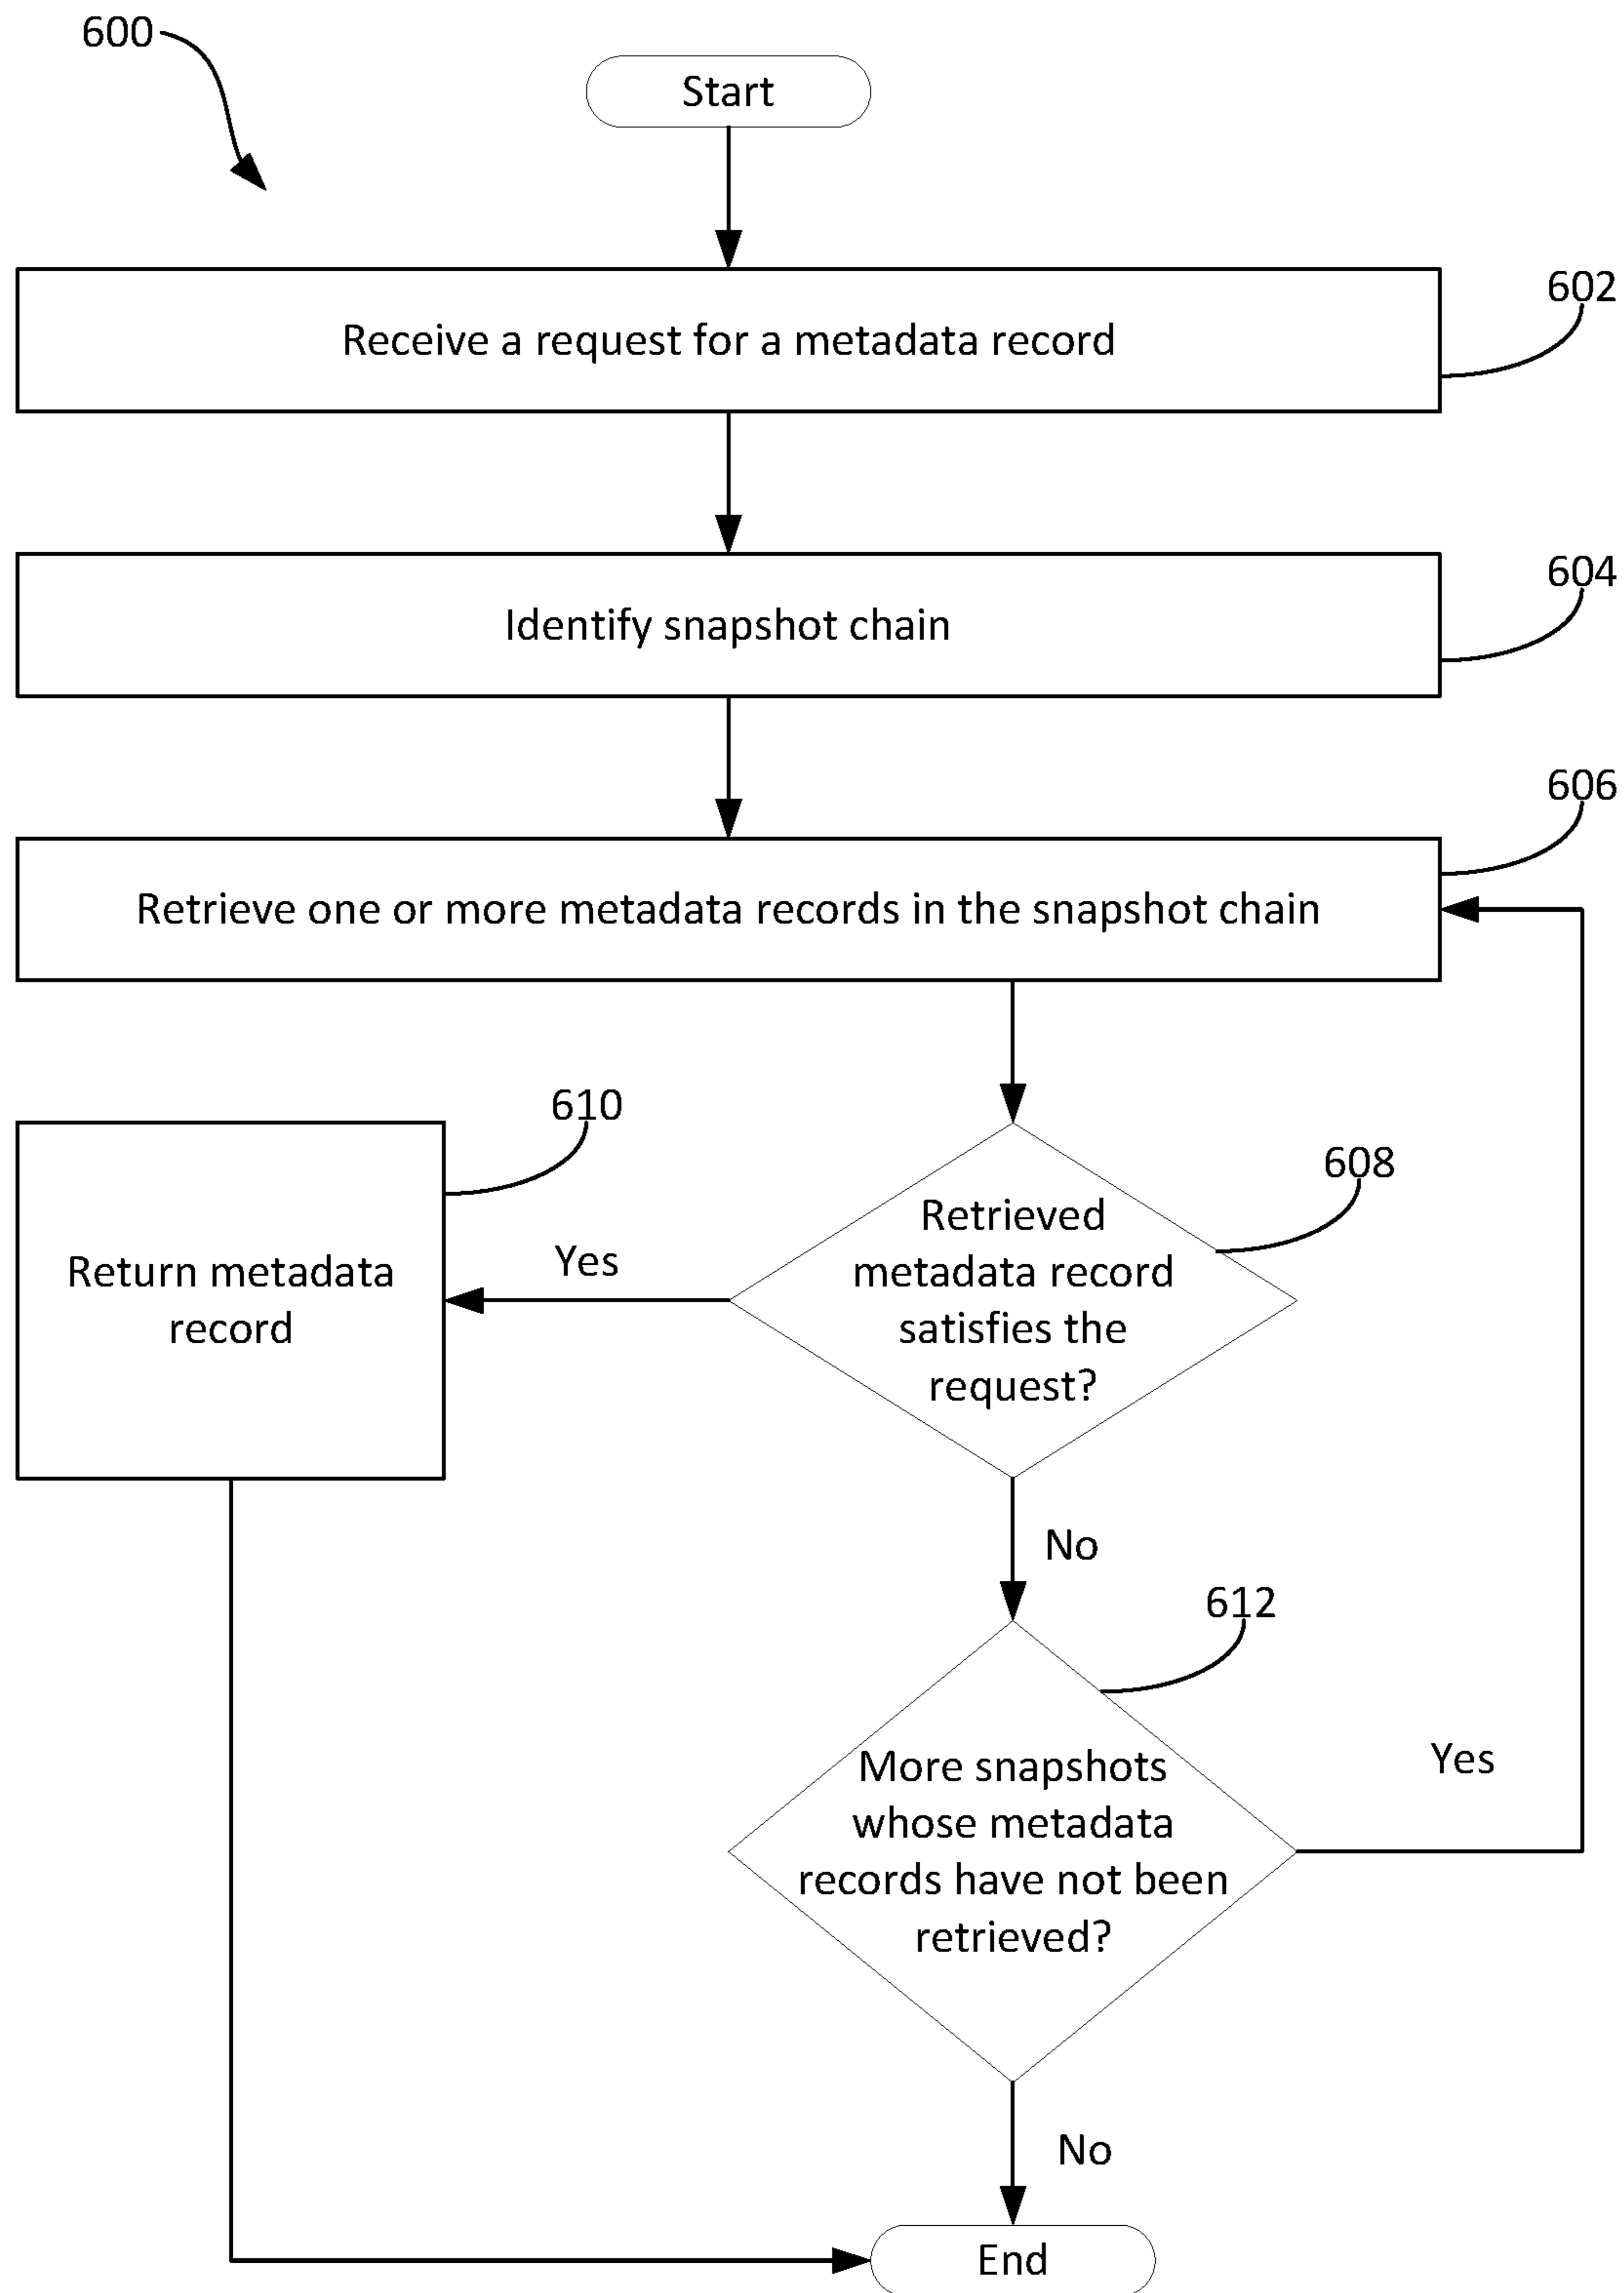 600
Start
602
Receive a request for a metadata record
604
Identify snapshot chain
606
Retrieve one or more metadata records in the snapshot chain
610
608
Retrieved
metadata record
satisfies the
request?
Yes
Return metadata
record
No
612
More snapshots
whose metadata
records have not been
retrieved?
Yes
No
End